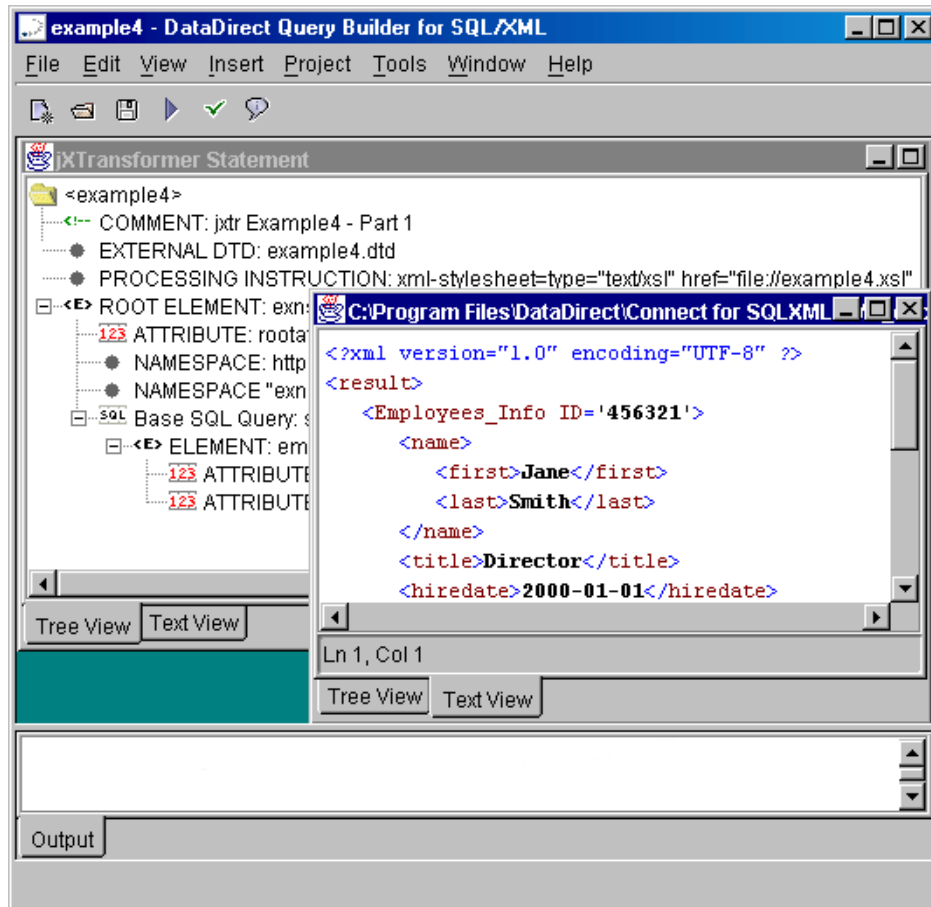 example4 - DataDirect Query Builder for SQL/XML
File Edit View Insert Project Tools Window Help
jXTransformer Statement
<example4>
<!-- COMMENT: jxtr Example4 - Part 1
EXTERNAL DTD: example4.dtd
PROCESSING INSTRUCTION: xml-stylesheet=type="text/xsl" href="file://example4.xsl"
<E> ROOT ELEMENT: exn
123 ATTRIBUTE: roota
NAMESPACE: http
NAMESPACE "exn
SQL Base SQL Query: s
<E> ELEMENT: em
123 ATTRIBUTE
123 ATTRIBUTE
Tree View Text View
C:\Program Files\DataDirect\Connect for SQLXML
<?xml version="1.0" encoding="UTF-8" ?>
<result>
<Employees_Info ID='456321'>
<name>
<first>Jane</first>
<last>Smith</last>
</name>
<title>Director</title>
<hiredate>2000-01-01</hiredate>
Ln 1, Col 1
Tree View Text View
Output